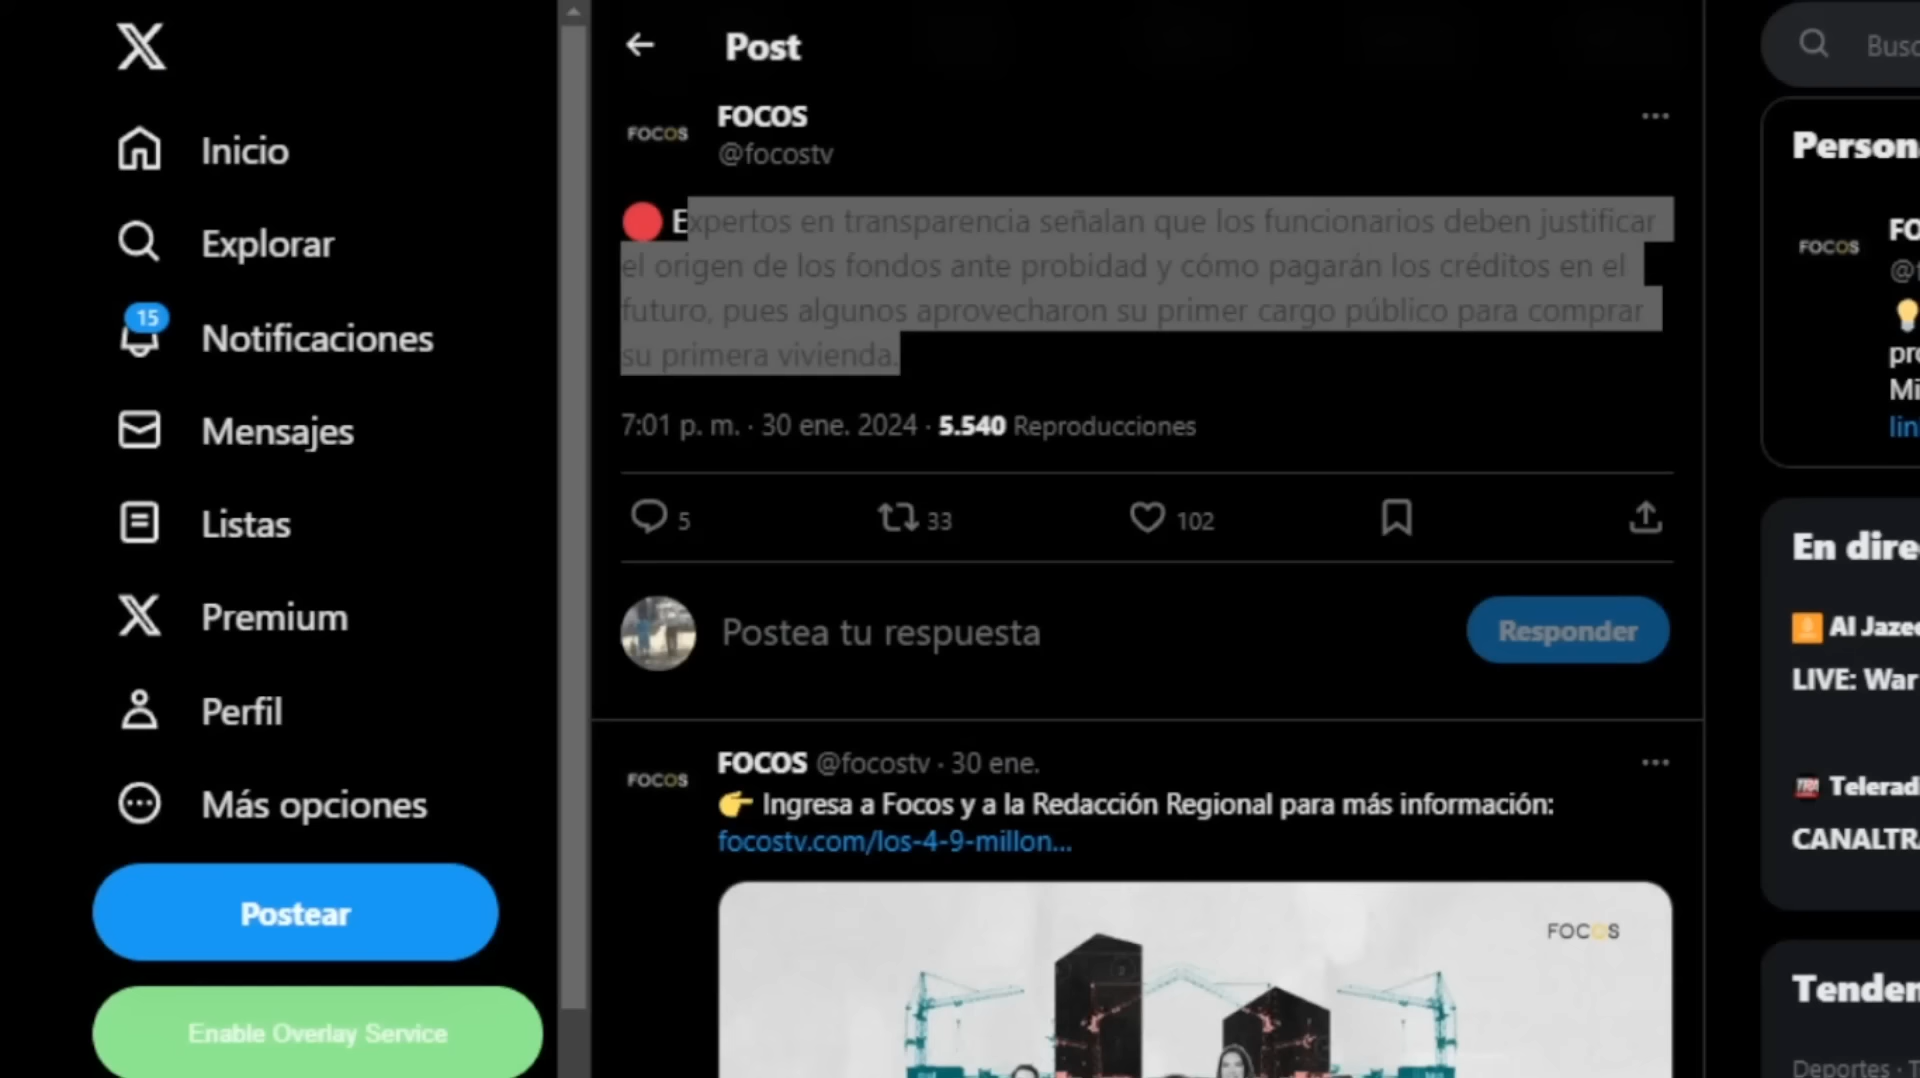 Inicio
Explorar
15
Notificaciones
Mensajes
Listas
Premium
Perfil
Más opciones
Postear
Enable Overlay Service
Post
FOCOS
FOCOS
@focostv
Expertos en transparencia señalan que los funcionarios deben justificar
el origen de los fondos ante probidad y cómo pagarán los créditos en el
futuro, pues algunos aprovecharon su primer cargo público para comprar
su primera vivienda.
7:01 p. m. · 30 ene. 2024 · 5.540 Reproducciones
5
33
102
Postea tu respuesta
Responder
FOCOS
FOCOS @focostv · 30 ene.
👉 Ingresa a Focos y a la Redacción Regional para más información:
focostv.com/los-4-9-millon...
FOCOS
Busc
Person
FOCOS
FO
@f
pro
Mi
lin
En dire
Al Jaze
LIVE: War
Telerad
CANALTR
Tenden
Deportes · T